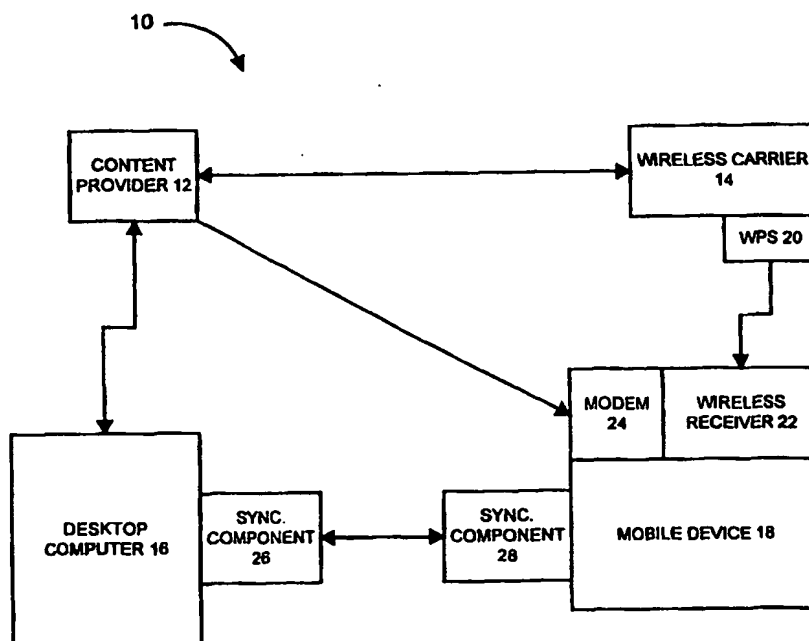 10
CONTENT
PROVIDER 12
WIRELESS CARRIER
14
WPS 20
MODEM
24
WIRELESS
RECEIVER 22
DESKTOP
COMPUTER 16
SYNC.
COMPONENT
26
SYNC.
COMPONENT
28
MOBILE DEVICE 18